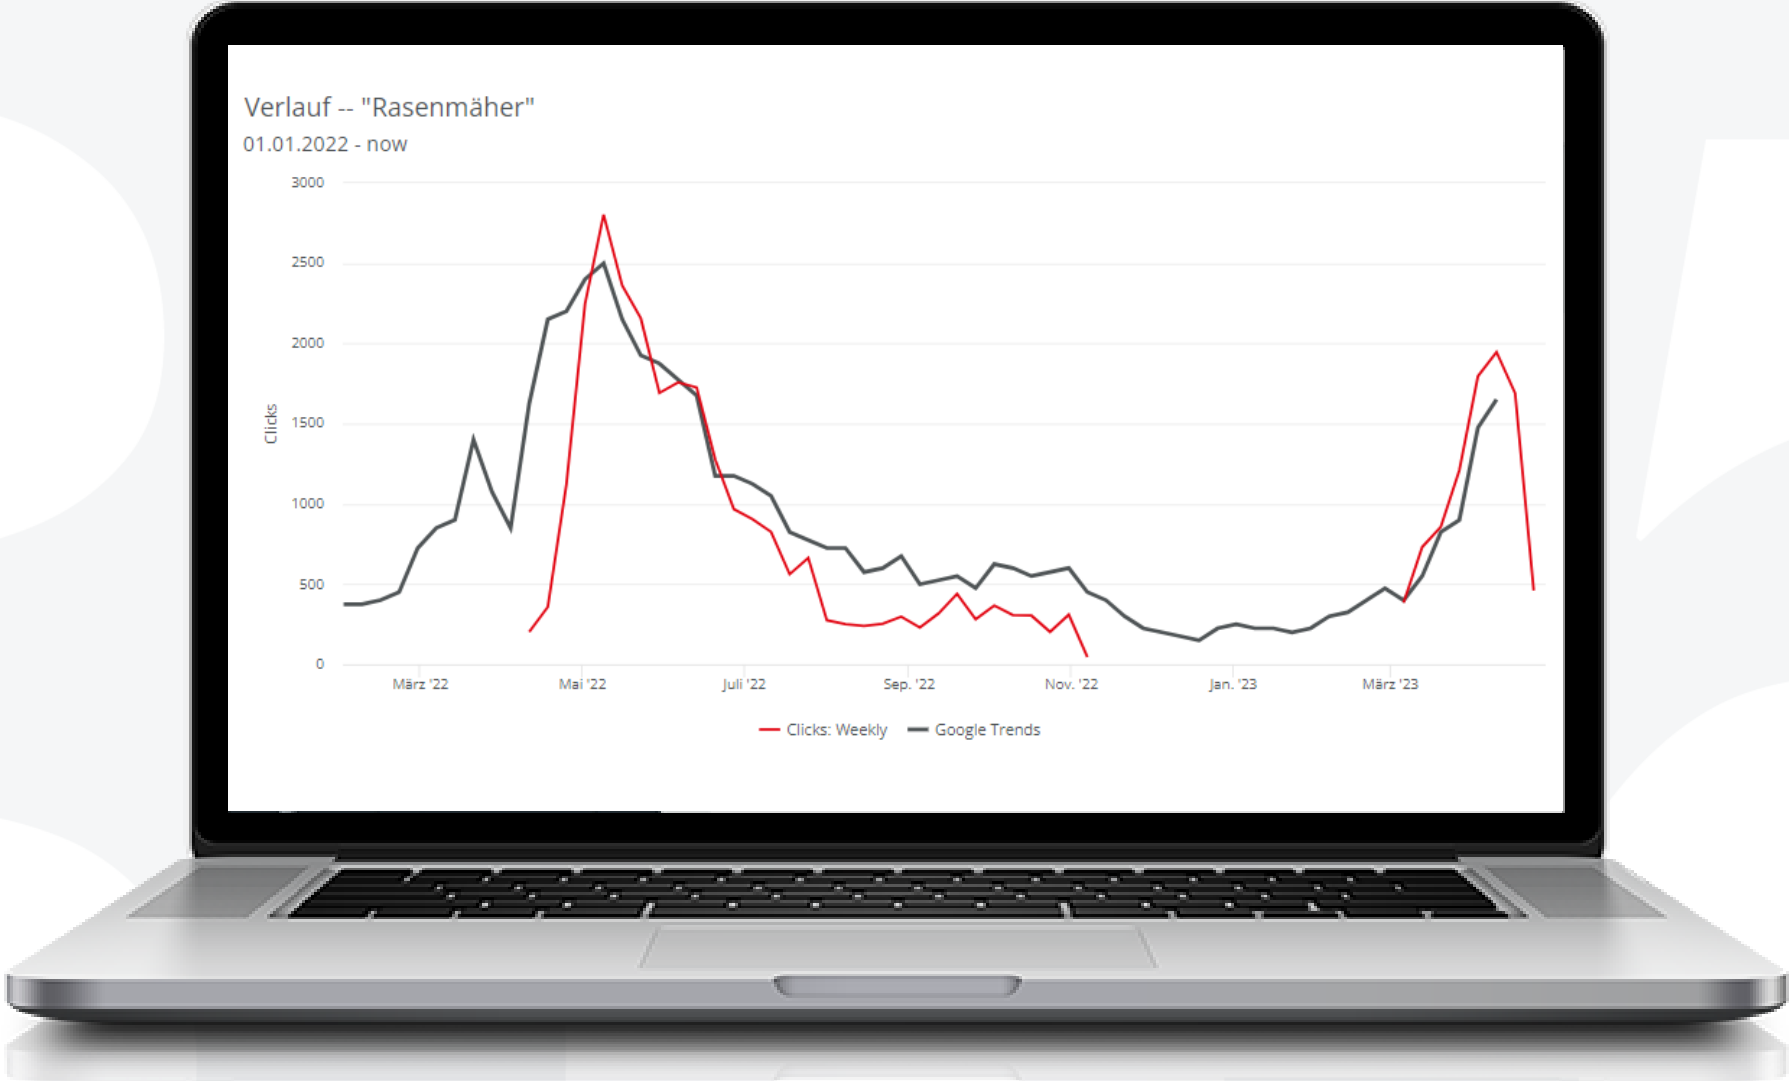 Verlauf -- "Rasenmäher"
01.01.2022 - now
3000
2500
2000
1500
1000
500
0
Clicks
März '22
Mai '22
Juli '22
Sep. '22
Nov. '22
Jan. '23
März '23
Clicks: Weekly
Google Trends